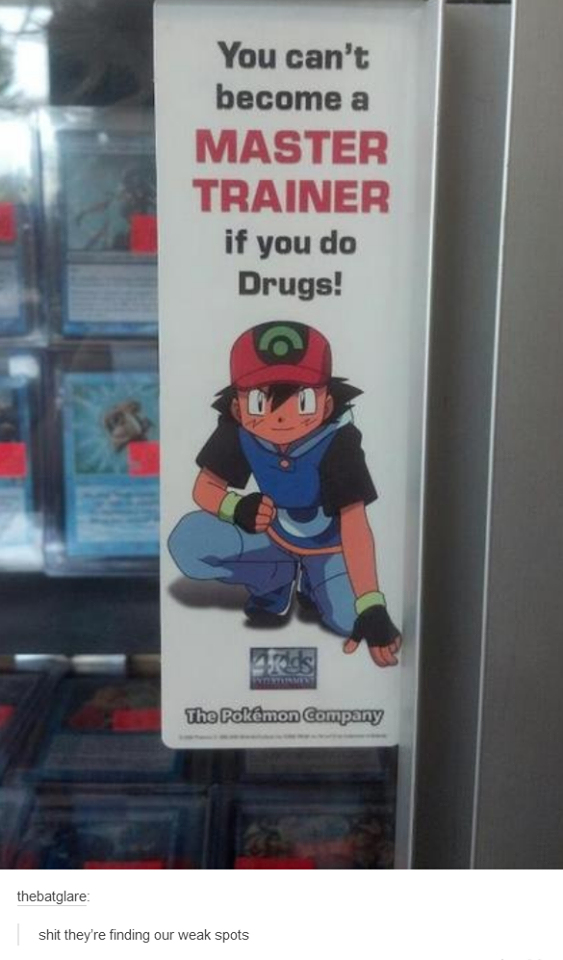 You can't
become a
MASTER
TRAINER
if you do
Drugs!
4Kids
ENTERTAINMENT
The Pokémon Company
thebatglare:
shit they're finding our weak spots